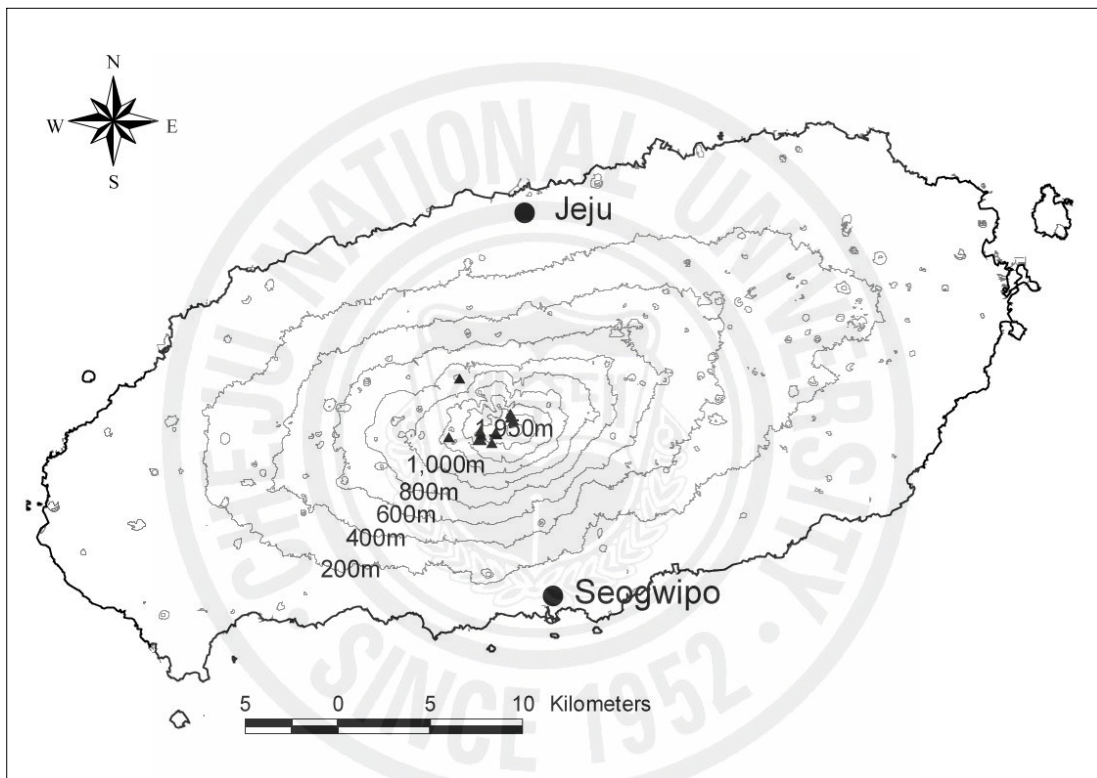 N
W E
S
CHEJU NATIONAL UNIVERSITY
SINCE 1952
Jeju
1,950m
1,000m
800m
600m
400m
200m
Seogwipo
5 0 5 10 Kilometers